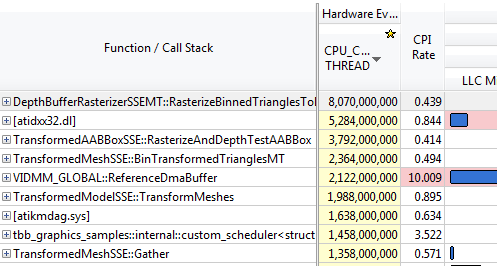 Hardware Ev...
Function / Call Stack
CPU_C...
THREAD
CPI
Rate
LLC M
DepthBufferRasterizerSSEMT::RasterizeBinnedTrianglesTol 8,070,000,000 0.439
[atidxx32.dl] 5,284,000,000 0.844
TransformedAABBoxSSE::RasterizeAndDepthTestAABBox 3,792,000,000 0.414
TransformedMeshSSE::BinTransformedTrianglesMT 2,364,000,000 0.494
VIDMM_GLOBAL::ReferenceDmaBuffer 2,122,000,000 10.009
TransformedModelSSE::TransformMeshes 1,988,000,000 0.895
[atikmdag.sys] 1,638,000,000 0.634
tbb_graphics_samples::internal::custom_scheduler<struct 1,458,000,000 3.522
TransformedMeshSSE::Gather 1,358,000,000 0.571